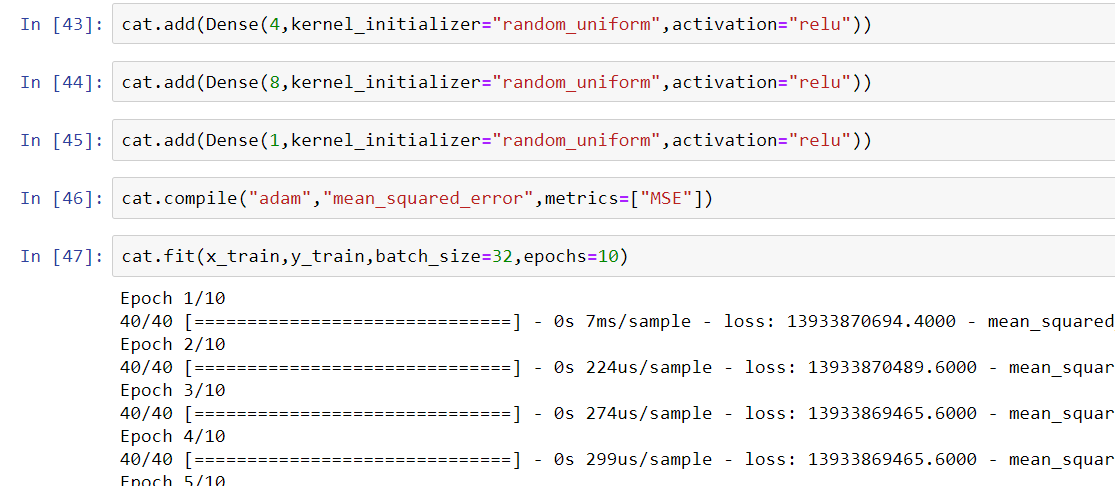 In [43]: cat.add(Dense(4,kernel_initializer="random_uniform",activation="relu"))
In [44]: cat.add(Dense(8,kernel_initializer="random_uniform",activation="relu"))
In [45]: cat.add(Dense(1,kernel_initializer="random_uniform",activation="relu"))
In [46]: cat.compile("adam","mean_squared_error",metrics=["MSE"])
In [47]: cat.fit(x_train,y_train,batch_size=32,epochs=10)
Epoch 1/10
40/40 [==============================] - 0s 7ms/sample - loss: 13933870694.4000 - mean_squared
Epoch 2/10
40/40 [==============================] - 0s 224us/sample - loss: 13933870489.6000 - mean_squar
Epoch 3/10
40/40 [==============================] - 0s 274us/sample - loss: 13933869465.6000 - mean_squar
Epoch 4/10
40/40 [==============================] - 0s 299us/sample - loss: 13933869465.6000 - mean_squar
Epoch 5/10